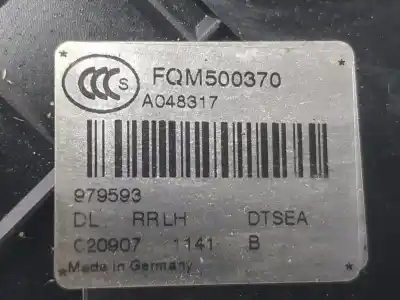 CCC S FQM500370
A048317
979593
DL RRLH DTSEA
C20907 1141 B
Made in Germany